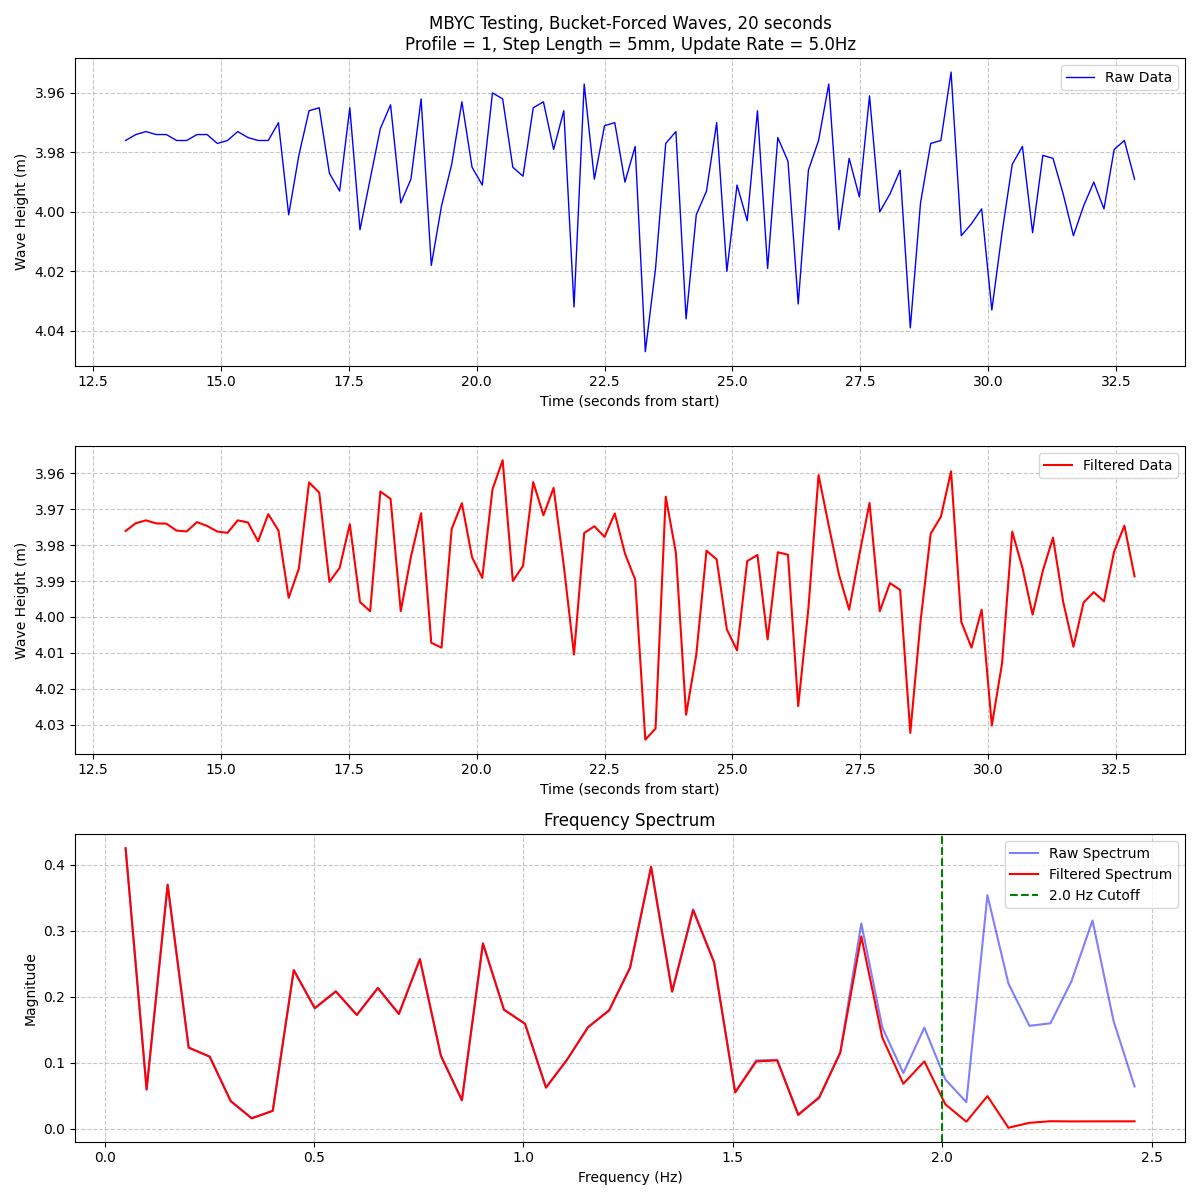 MBYC Testing, Bucket-Forced Waves, 20 seconds
Profile = 1, Step Length = 5mm, Update Rate = 5.0Hz
Raw Data
Wave Height (m)
3.96
3.98
4.00
4.02
4.04
12.5 15.0 17.5 20.0 22.5 25.0 27.5 30.0 32.5
Time (seconds from start)
Filtered Data
Wave Height (m)
3.96
3.97
3.98
3.99
4.00
4.01
4.02
4.03
12.5 15.0 17.5 20.0 22.5 25.0 27.5 30.0 32.5
Time (seconds from start)
Frequency Spectrum
Raw Spectrum
Filtered Spectrum
2.0 Hz Cutoff
Magnitude
0.4
0.3
0.2
0.1
0.0
0.0 0.5 1.0 1.5 2.0 2.5
Frequency (Hz)